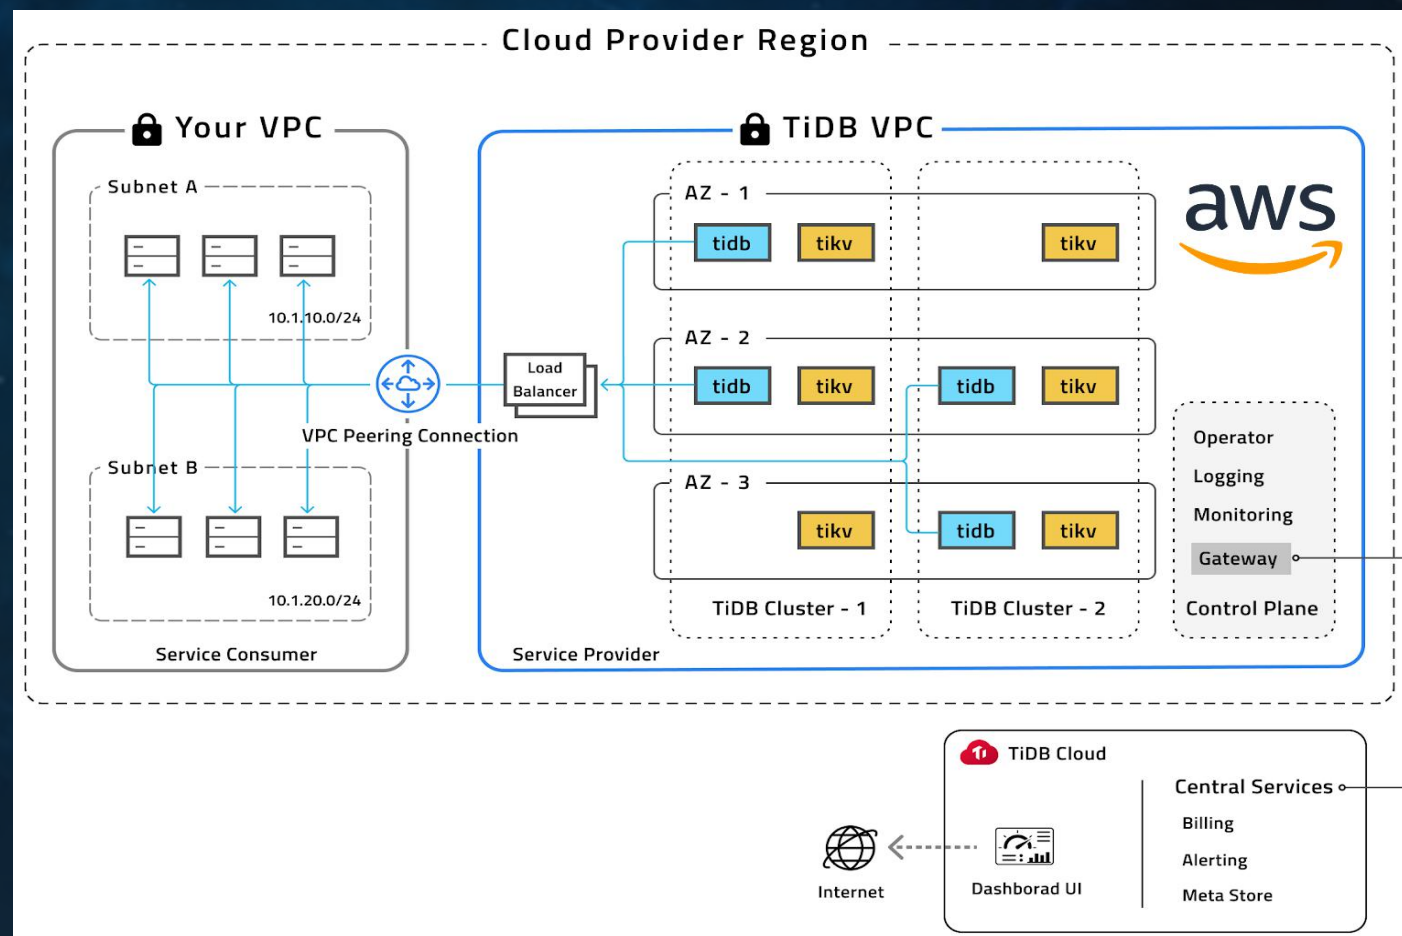 Cloud Provider Region
Your VPC
Subnet A
10.1.10.0/24
VPC Peering Connection
Subnet B
10.1.20.0/24
Service Consumer
TiDB VPC
Load
Balancer
AZ - 1
tidb
tikv
tikv
AZ - 2
tidb
tikv
tidb
tikv
AZ - 3
tikv
tidb
tikv
TiDB Cluster - 1
TiDB Cluster - 2
Service Provider
aws
Operator
Logging
Monitoring
Gateway
Control Plane
TiDB Cloud
Internet
Dashborad UI
Central Services
Billing
Alerting
Meta Store